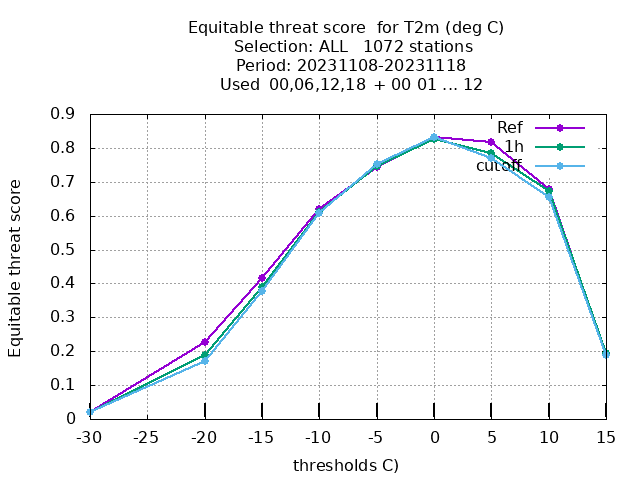 Equitable threat score  for T2m (deg C)
Selection: ALL   1072 stations
Period: 20231108-20231118
Used 00,06,12,18 + 00 01 ... 12
Equitable threat score
0.9
0.8
0.7
0.6
0.5
0.4
0.3
0.2
0.1
0
Ref
1h
cutoff
-30 -25 -20 -15 -10 -5 0 5 10 15
thresholds C)